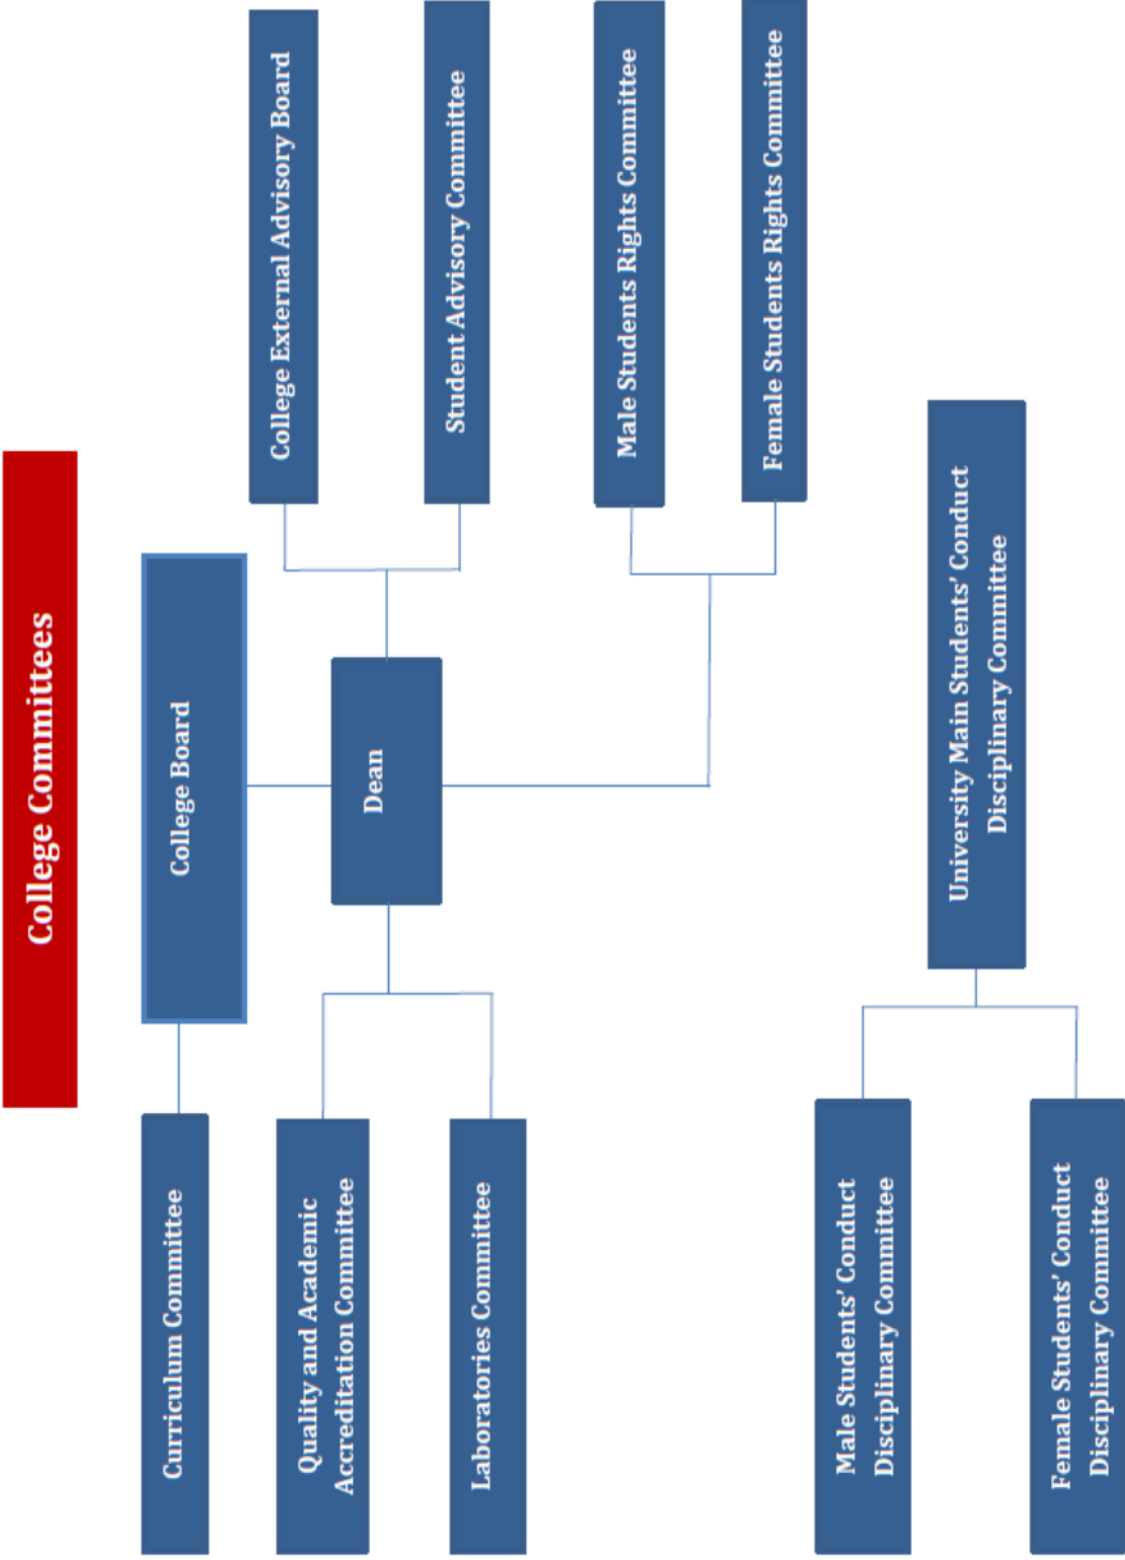 College Committees
College Board
Curriculum Committee
College External Advisory Board
Quality and Academic
Accreditation Committee
Dean
Student Advisory Committee
Laboratories Committee
Male Students Rights Committee
Female Students Rights Committee
Male Students’ Conduct
Disciplinary Committee
University Main Students’ Conduct
Disciplinary Committee
Female Students’ Conduct
Disciplinary Committee